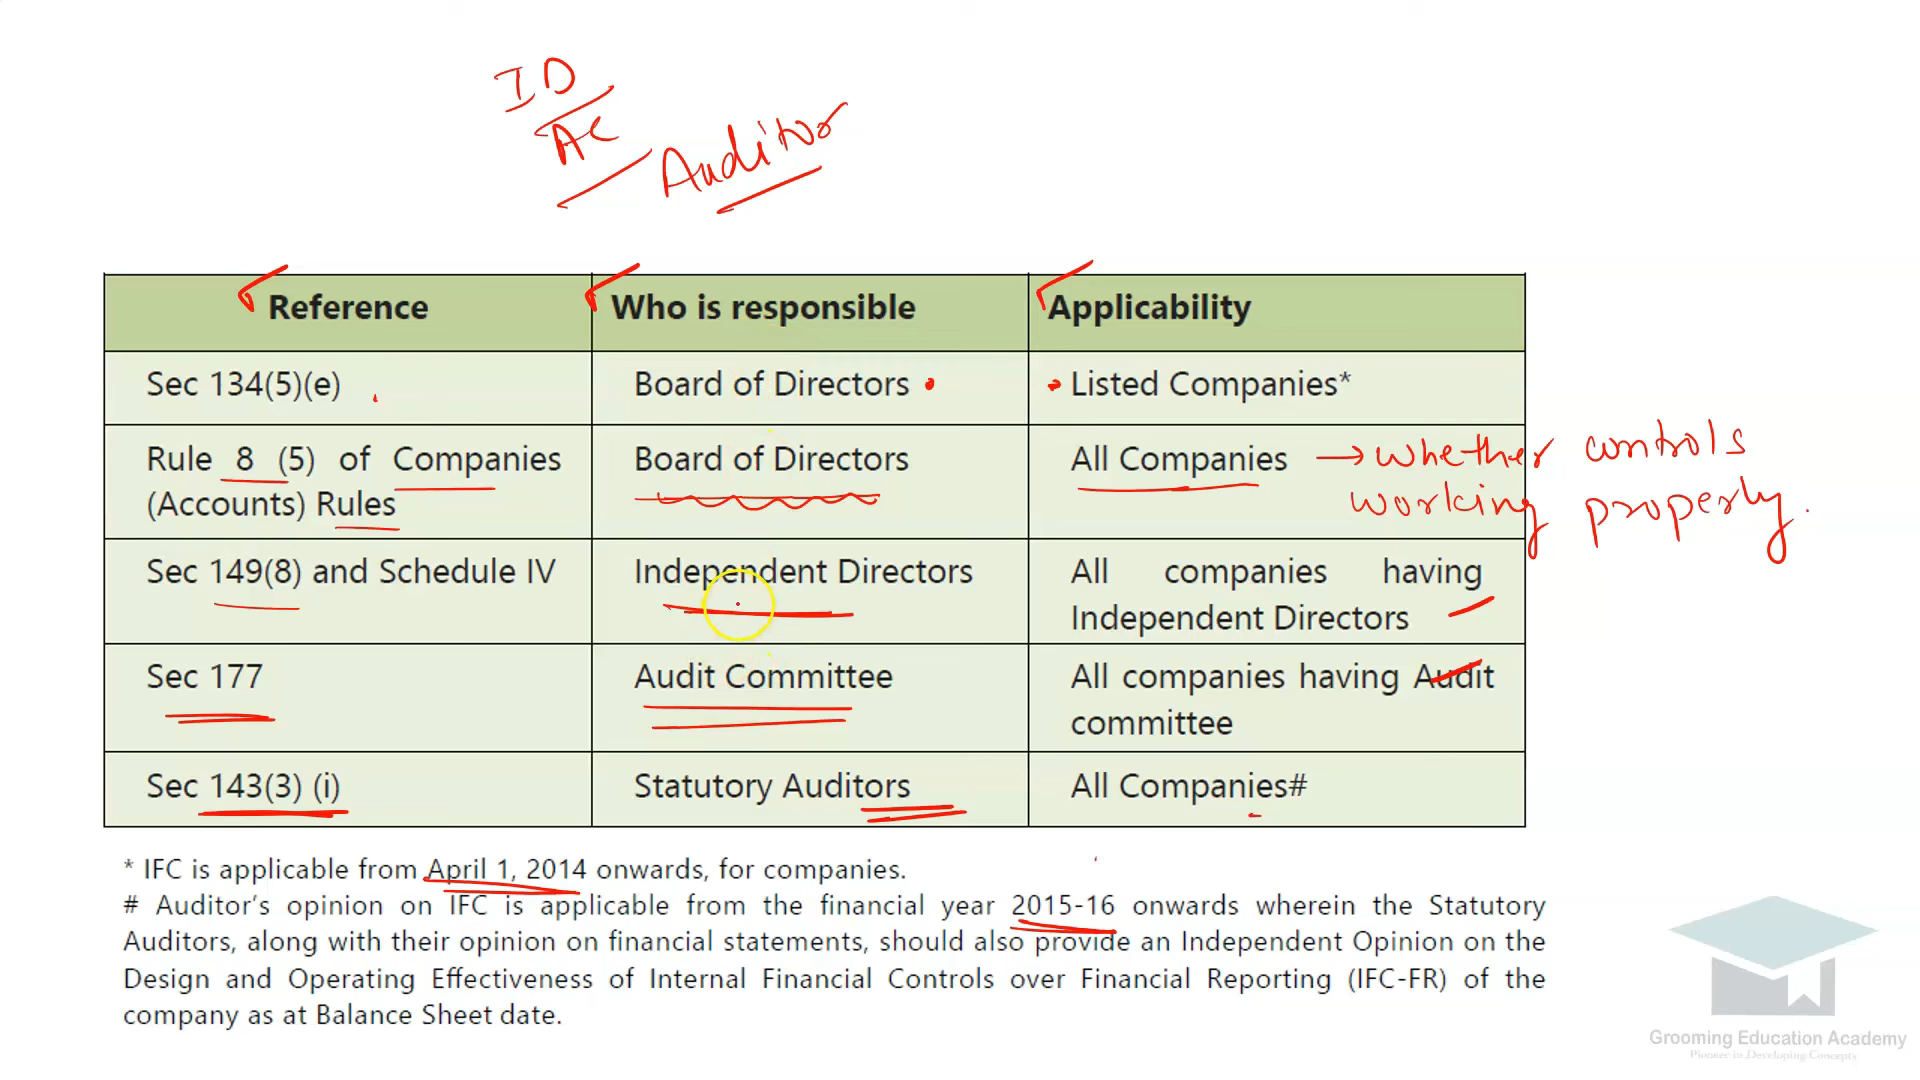 ID
AC
Auditor
Reference
Who is responsible
Applicability
Sec 134(5)(e)
Board of Directors
Listed Companies*
Rule 8 (5) of Companies
(Accounts) Rules
Board of Directors
All Companies
→ whether controls
working properly.
Sec 149(8) and Schedule IV
Independent Directors
All companies having
Independent Directors
Sec 177
Audit Committee
All companies having Audit
committee
Sec 143(3) (i)
Statutory Auditors
All Companies#
* IFC is applicable from April 1, 2014 onwards, for companies.
# Auditor's opinion on IFC is applicable from the financial year 2015-16 onwards wherein the Statutory
Auditors, along with their opinion on financial statements, should also provide an Independent Opinion on the
Design and Operating Effectiveness of Internal Financial Controls over Financial Reporting (IFC-FR) of the
company as at Balance Sheet date.
Grooming Education Academy
Pioneer in Developing Concepts